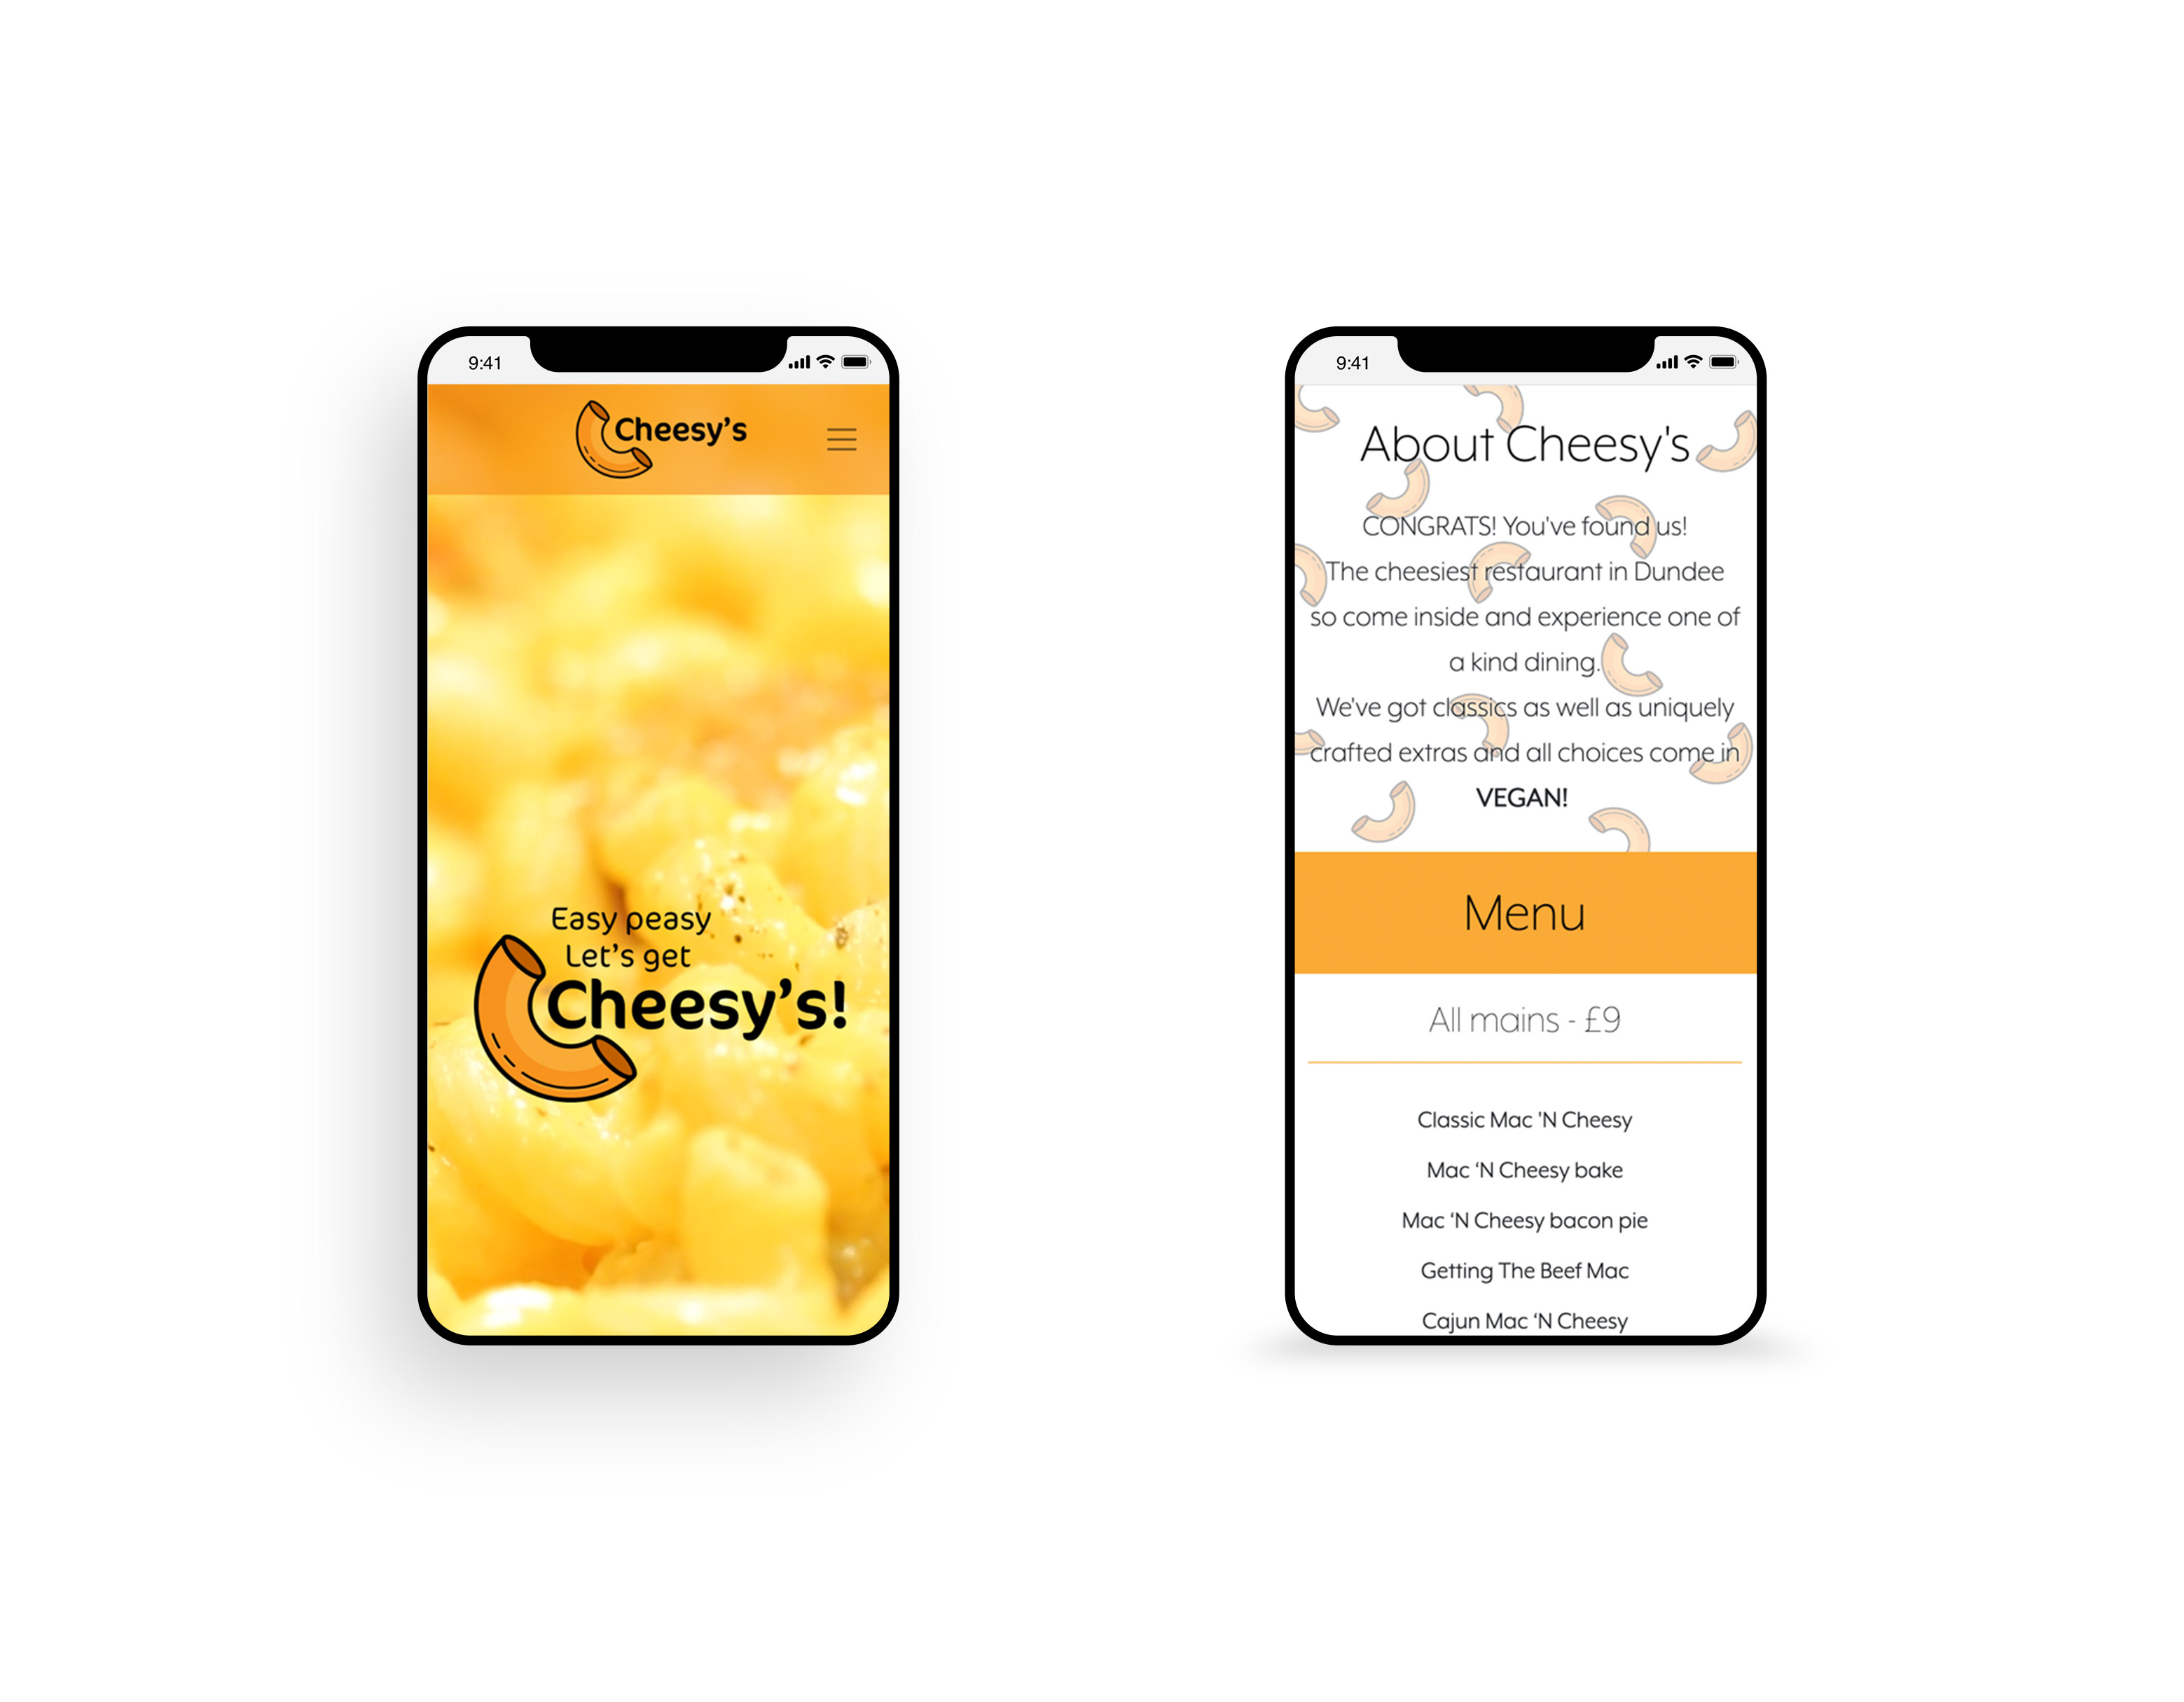 9:41
Cheesy’s
Easy peasy
Let’s get
Cheesy’s!
9:41
About Cheesy's
CONGRATS! You've found us!
The cheesiest restaurant in Dundee
so come inside and experience one of
a kind dining.
We've got classics as well as uniquely
crafted extras and all choices come in
VEGAN!
Menu
All mains - £9
Classic Mac 'N Cheesy
Mac ‘N Cheesy bake
Mac ‘N Cheesy bacon pie
Getting The Beef Mac
Cajun Mac ‘N Cheesy